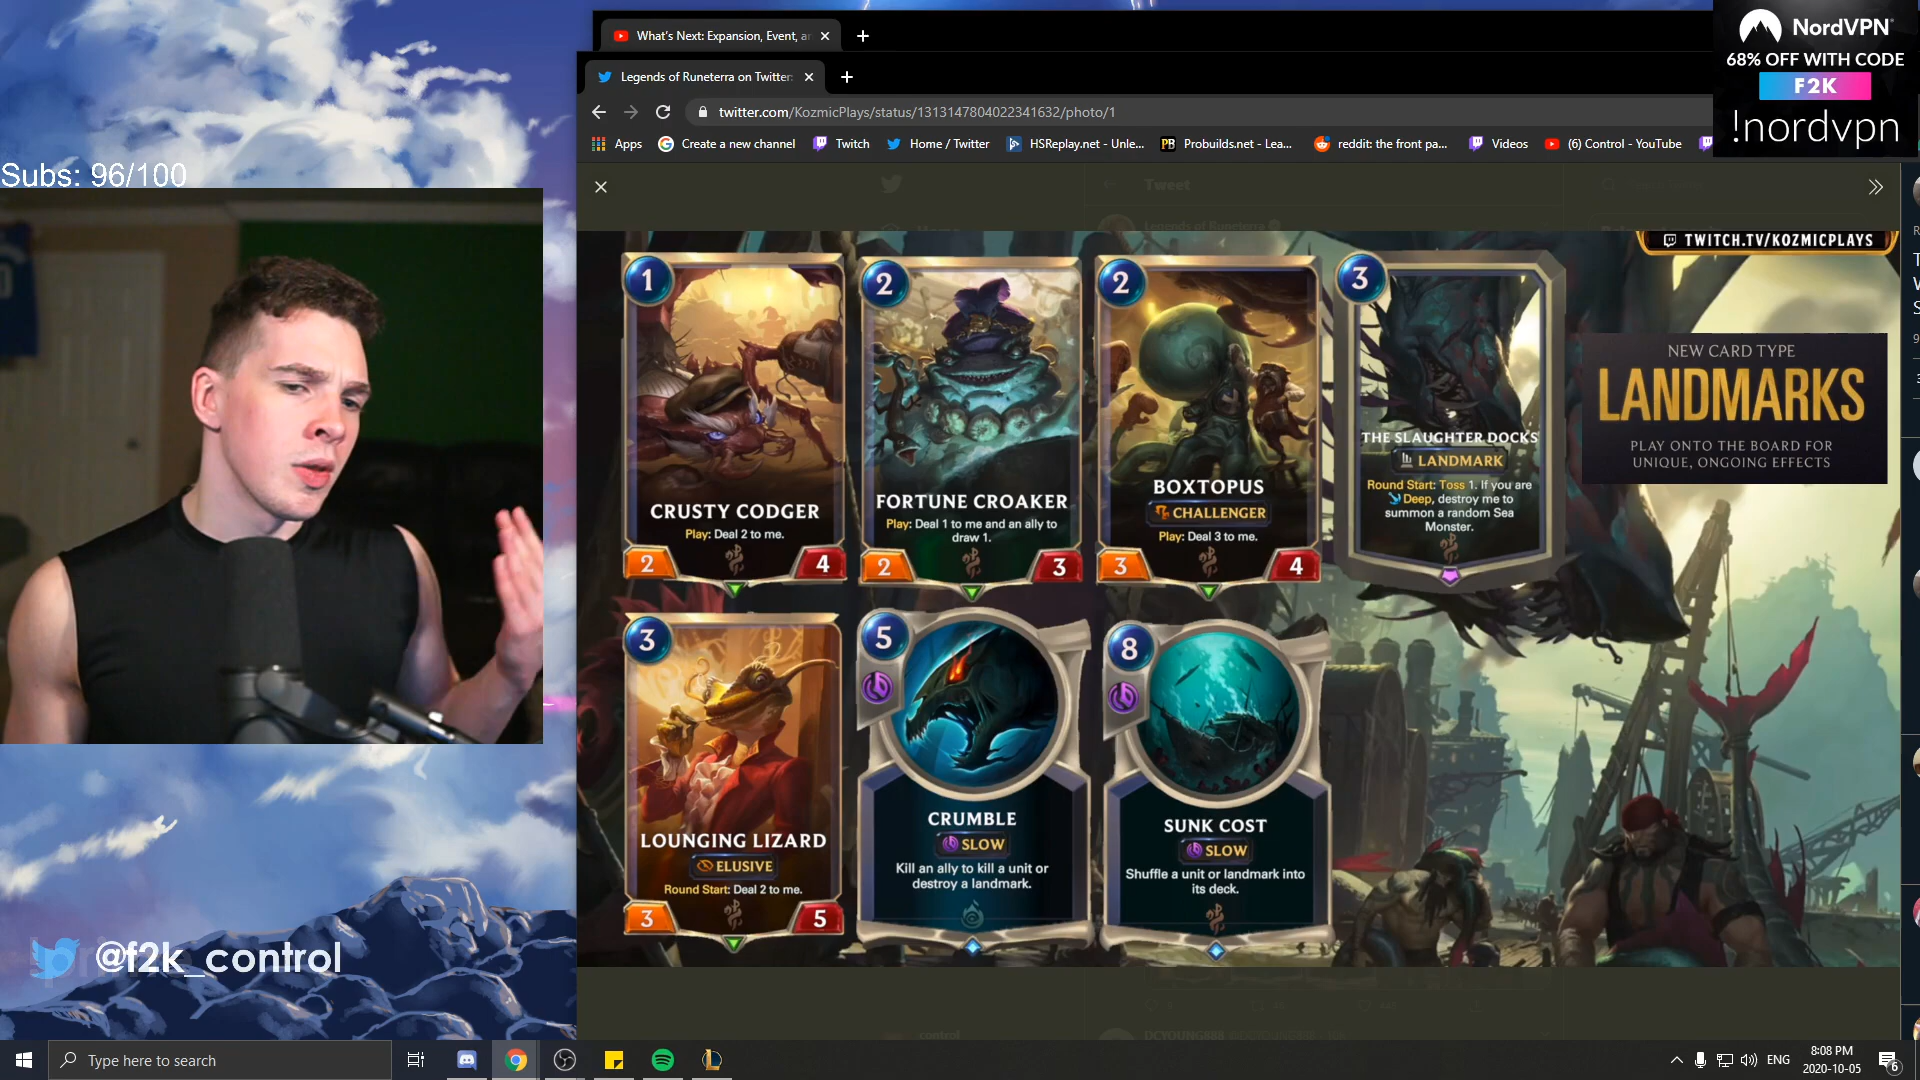 What's Next: Expansion, Event, ar
Legends of Runeterra on Twitter:
twitter.com/KozmicPlays/status/1313147804022341632/photo/1
Apps
Create a new channel
Twitch
Home / Twitter
HSReplay.net - Unle...
Probuilds.net - Lea...
reddit: the front pa...
Videos
(6) Control - YouTube
NordVPN
68% OFF WITH CODE
F2K
!nordvpn
Subs: 96/100
Tweet
TWITCH.TV/KOZMICPLAYS
1
CRUSTY CODGER
Play: Deal 2 to me.
2
4
2
FORTUNE CROAKER
Play: Deal 1 to me and an ally to
draw 1.
2
3
2
BOXTOPUS
CHALLENGER
Play: Deal 3 to me.
3
4
3
THE SLAUGHTER DOCKS
LANDMARK
Round Start: Toss 1. If you are
Deep, destroy me to
summon a random Sea
Monster.
NEW CARD TYPE
LANDMARKS
PLAY ONTO THE BOARD FOR
UNIQUE, ONGOING EFFECTS
3
LOUNGING LIZARD
ELUSIVE
Round Start: Deal 2 to me.
3
5
5
CRUMBLE
SLOW
Kill an ally to kill a unit or
destroy a landmark.
8
SUNK COST
SLOW
Shuffle a unit or landmark into
its deck.
@f2k_control
Type here to search
ENG
8:08 PM
2020-10-05
6